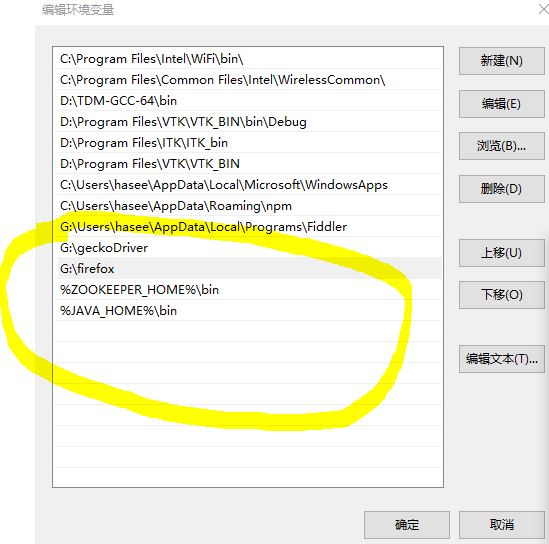 编辑环境变量
C:\Program Files\Intel\WiFi\bin\
C:\Program Files\Common Files\Intel\WirelessCommon\
D:\TDM-GCC-64\bin
D:\Program Files\VTK\VTK_BIN\bin\Debug
D:\Program Files\ITK\ITK_bin
D:\Program Files\VTK\VTK_BIN
C:\Users\hasee\AppData\Local\Microsoft\WindowsApps
C:\Users\hasee\AppData\Roaming\npm
G:\Users\hasee\AppData\Local\Programs\Fiddler
G:\geckoDriver
G:\firefox
%ZOOKEEPER_HOME%\bin
%JAVA_HOME%\bin
新建(N)
编辑(E)
浏览(B)...
删除(D)
上移(U)
下移(O)
编辑文本(T)...
确定
取消